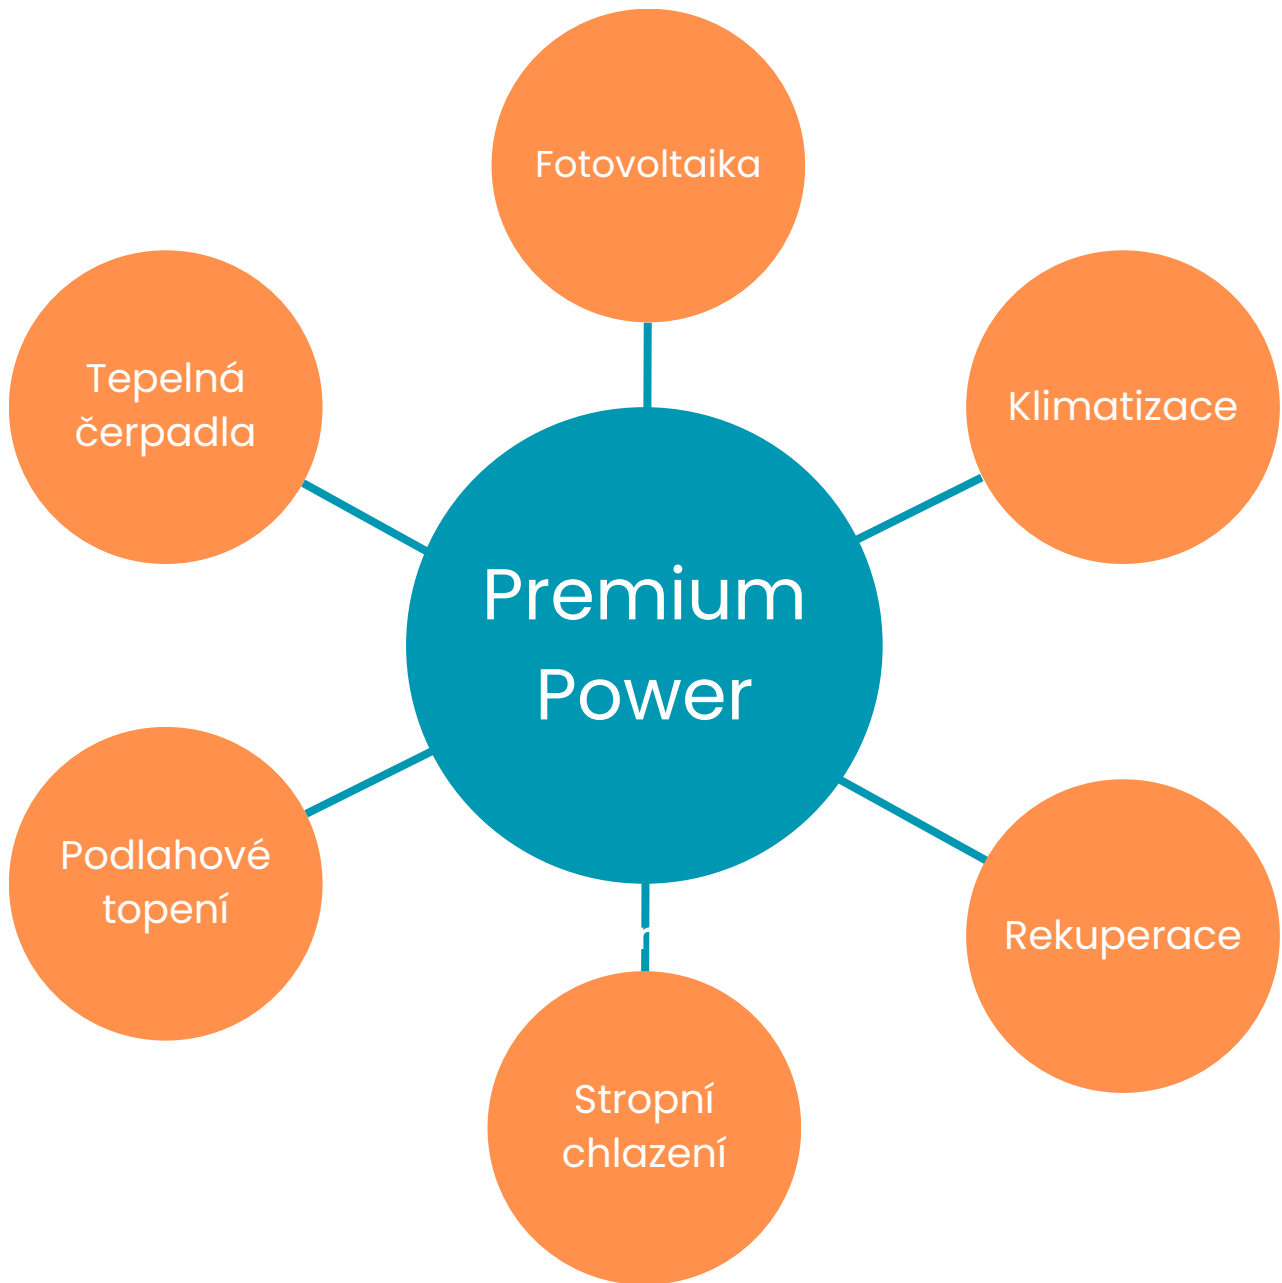 Fotovoltaika
Tepelná
čerpadla
Klimatizace
Premium
Power
Podlahové
topení
Rekuperace
Stropní
chlazení